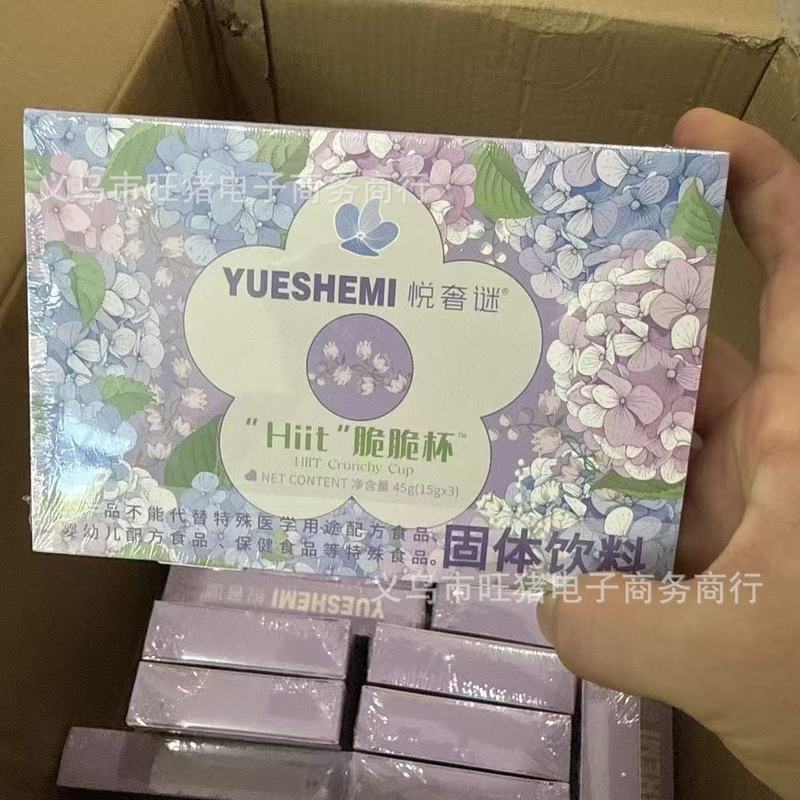 义乌市旺猪电子商务商行
YUESHEMI 悦奢谜®
"Hiit"脆脆杯™
HIIT Crunchy Cup
NET CONTENT 净含量 45g(15gx3)
品不能代替特殊医学用途配方食品、
婴幼儿配方食品、保健食品等特殊食品。
固体饮料
义乌市旺猪电子商务商行
YUESHEMI 悦奢谜